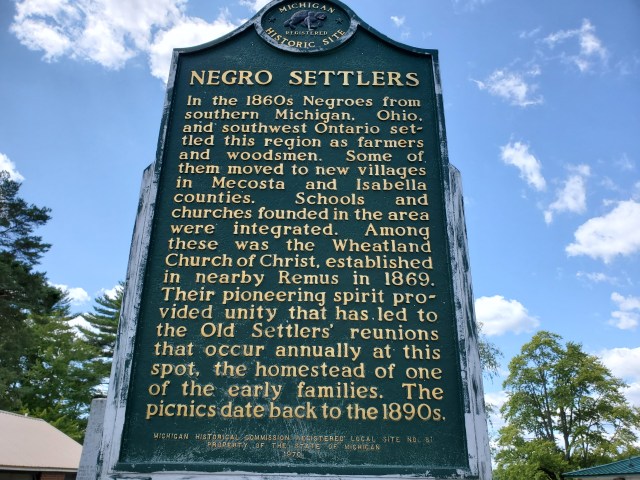 MICHIGAN
REGISTERED
HISTORIC SITE
NEGRO SETTLERS
In the 1860s Negroes from
southern Michigan, Ohio,
and southwest Ontario set-
tled this region as farmers
and woodsmen. Some of
them moved to new villages
in Mecosta and Isabella
counties. Schools and
churches founded in the area
were integrated. Among
these was the Wheatland
Church of Christ, established
in nearby Remus in 1869.
Their pioneering spirit pro-
vided unity that has led to
the Old Settlers' reunions
that occur annually at this
spot, the homestead of one
of the early families. The
picnics date back to the 1890s.
MICHIGAN HISTORICAL COMMISSION REGISTERED LOCAL SITE NO.
PROPERTY OF THE STATE OF MICHIGAN
1970